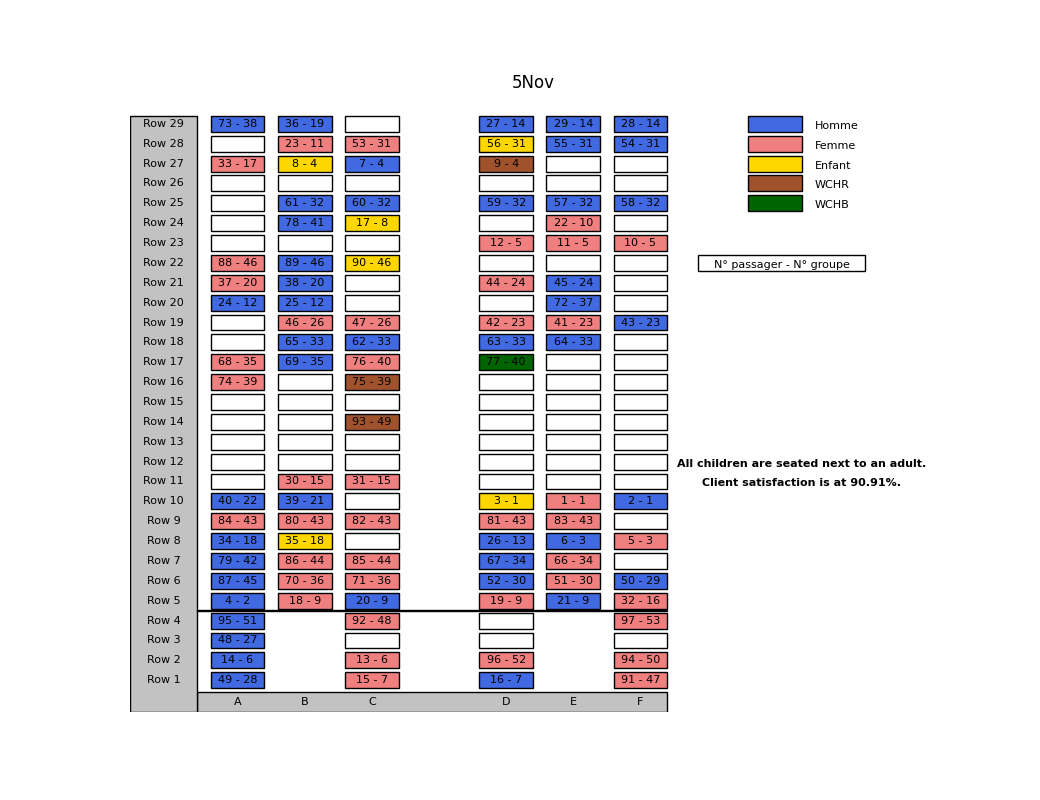 5Nov
Row 29 73 - 38 36 - 19 27 - 14 29 - 14 28 - 14 Homme
Row 28 23 - 11 53 - 31 56 - 31 55 - 31 54 - 31 Femme
Row 27 33 - 17 8 - 4 7 - 4 9 - 4 Enfant
Row 26 WCHR
Row 25 61 - 32 60 - 32 59 - 32 57 - 32 58 - 32 WCHB
Row 24 78 - 41 17 - 8 22 - 10
Row 23 12 - 5 11 - 5 10 - 5
Row 22 88 - 46 89 - 46 90 - 46 N° passager - N° groupe
Row 21 37 - 20 38 - 20 44 - 24 45 - 24
Row 20 24 - 12 25 - 12 72 - 37
Row 19 46 - 26 47 - 26 42 - 23 41 - 23 43 - 23
Row 18 65 - 33 62 - 33 63 - 33 64 - 33
Row 17 68 - 35 69 - 35 76 - 40 77 - 40
Row 16 74 - 39 75 - 39
Row 15
Row 14 93 - 49
Row 13
Row 12 All children are seated next to an adult.
Row 11 30 - 15 31 - 15 Client satisfaction is at 90.91%.
Row 10 40 - 22 39 - 21 3 - 1 1 - 1 2 - 1
Row 9 84 - 43 80 - 43 82 - 43 81 - 43 83 - 43
Row 8 34 - 18 35 - 18 26 - 13 6 - 3 5 - 3
Row 7 79 - 42 86 - 44 85 - 44 67 - 34 66 - 34
Row 6 87 - 45 70 - 36 71 - 36 52 - 30 51 - 30 50 - 29
Row 5 4 - 2 18 - 9 20 - 9 19 - 9 21 - 9 32 - 16
Row 4 95 - 51 92 - 48 97 - 53
Row 3 48 - 27
Row 2 14 - 6 13 - 6 96 - 52 94 - 50
Row 1 49 - 28 15 - 7 16 - 7 91 - 47
A B C D E F